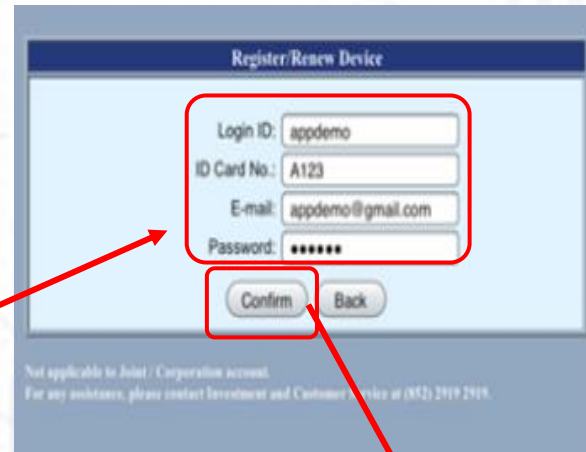 Register/Renew Device
Login ID: appdemo
ID Card No.: A123
E-mail: appdemo@gmail.com
Password: ••••••
Confirm Back
Not applicable to Joint / Corporation account.
For any assistance, please contact Investment and Customer Service at (852) 2919 2919.